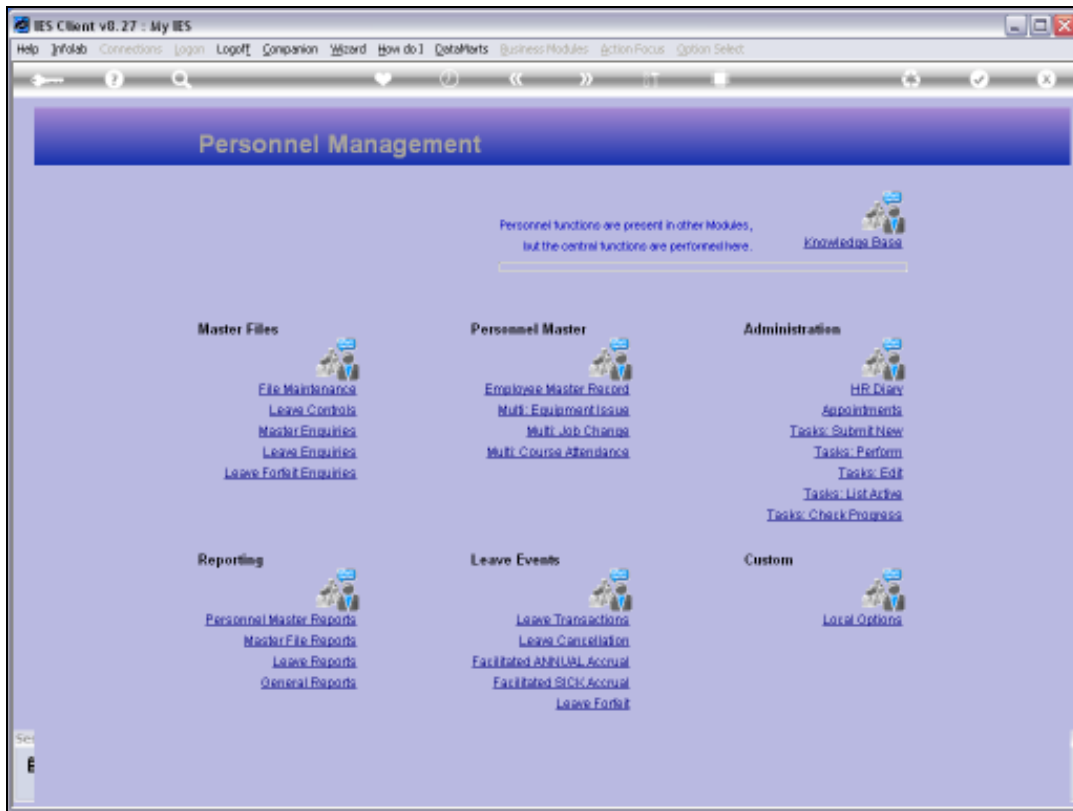 IES Client v8.27 : My IES
Help Infolab Connections Logon Logoff Companion Wizard How do I DataMarts Business Modules Action Focus Option Select
Personnel Management
Personnel functions are present in other Modules,
but the central functions are performed here.
Knowledge Base
Master Files
File Maintenance
Leave Controls
Master Enquiries
Leave Enquiries
Leave Forfeit Enquiries
Personnel Master
Employee Master Record
Multi: Equipment Issue
Multi: Job Change
Multi: Course Attendance
Administration
HR Diary
Appointments
Tasks: Submit New
Tasks: Perform
Tasks: Edit
Tasks: List Active
Tasks: Check Progress
Reporting
Personnel Master Reports
Master File Reports
Leave Reports
General Reports
Leave Events
Leave Transactions
Leave Cancellation
Facilitated ANNUAL Accrual
Facilitated SICK Accrual
Leave Forfeit
Custom
Local Options